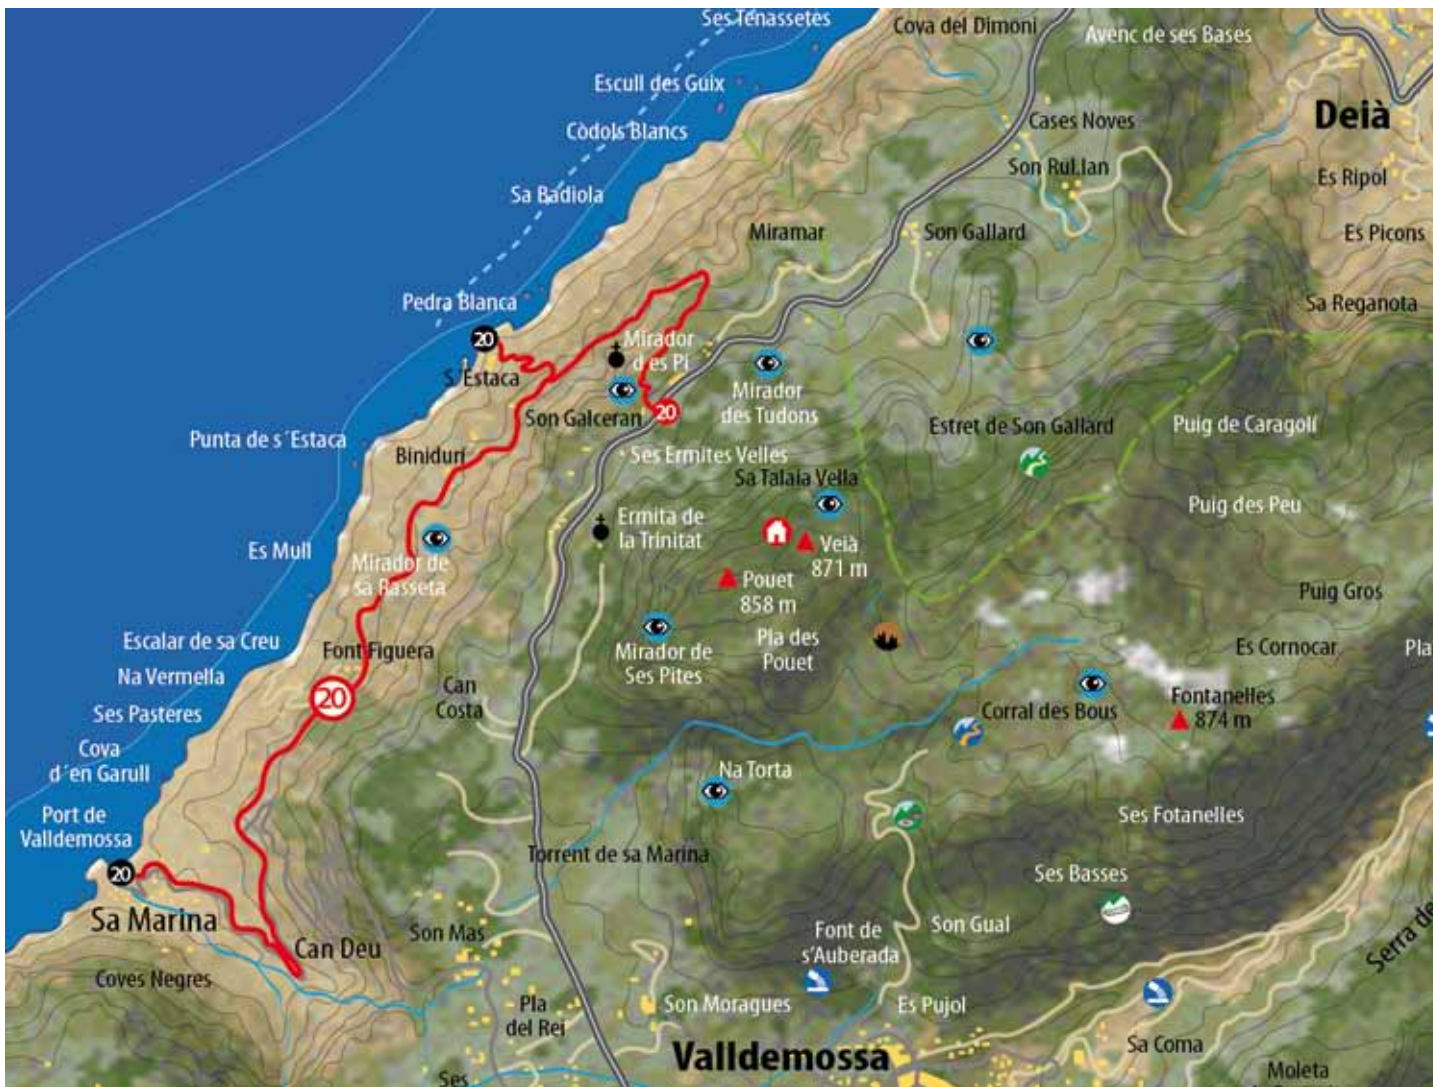 Ses Tenassetes
Cova del Dimoni
Avenc de ses Bases
Escull des Guix
Deià
Còdols Blancs
Cases Noves
Son Rul.lan
Es Ripol
Sa Badiola
Miramar
Son Gallard
Es Picons
Pedra Blanca
Sa Reganota
20
Mirador
des Pi
S´Estaca
Mirador
des Tudons
Son Galceran
20
Estret de Son Gallard
Puig de Caragolí
Punta de s´Estaca
Biniduri
Ses Ermites Velles
Sa Talaia Vella
Puig des Peu
Ermita de
la Trinitat
Es Mull
Veià
871 m
Mirador de
sa Rasseta
Pouet
858 m
Puig Gros
Escalar de sa Creu
Font Figuera
Mirador de
Ses Pites
Pla des
Pouet
Es Cornocar
Pla
Na Vermella
20
Can
Costa
Fontanelles
874 m
Ses Pasteres
Corral des Bous
Cova
d´en Garull
Na Torta
Port de
Valldemossa
Ses Fotanelles
20
Torrent de sa Marina
Ses Basses
Sa Marina
Son Mas
Can Deu
Font de
s'Auberada
Son Gual
Serra de
Coves Negres
Pla
del Rei
Son Moragues
Es Pujol
Valldemossa
Sa Coma
Moleta
Ses